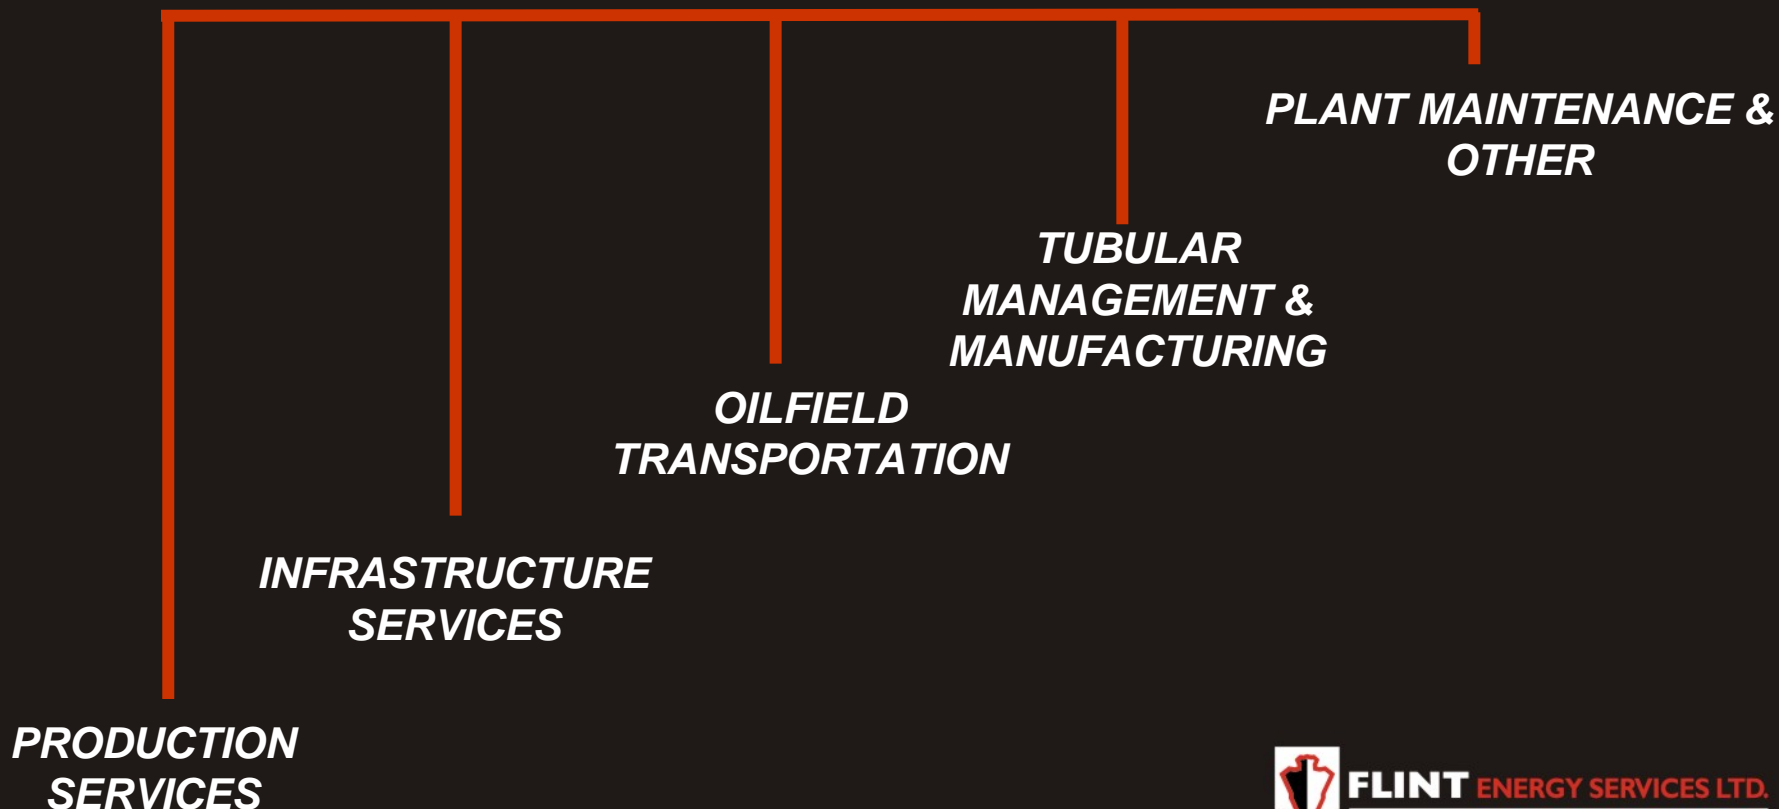 PLANT MAINTENANCE &
OTHER
TUBULAR
MANAGEMENT &
MANUFACTURING
OILFIELD
TRANSPORTATION
INFRASTRUCTURE
SERVICES
PRODUCTION
SERVICES
FLINT ENERGY SERVICES LTD.